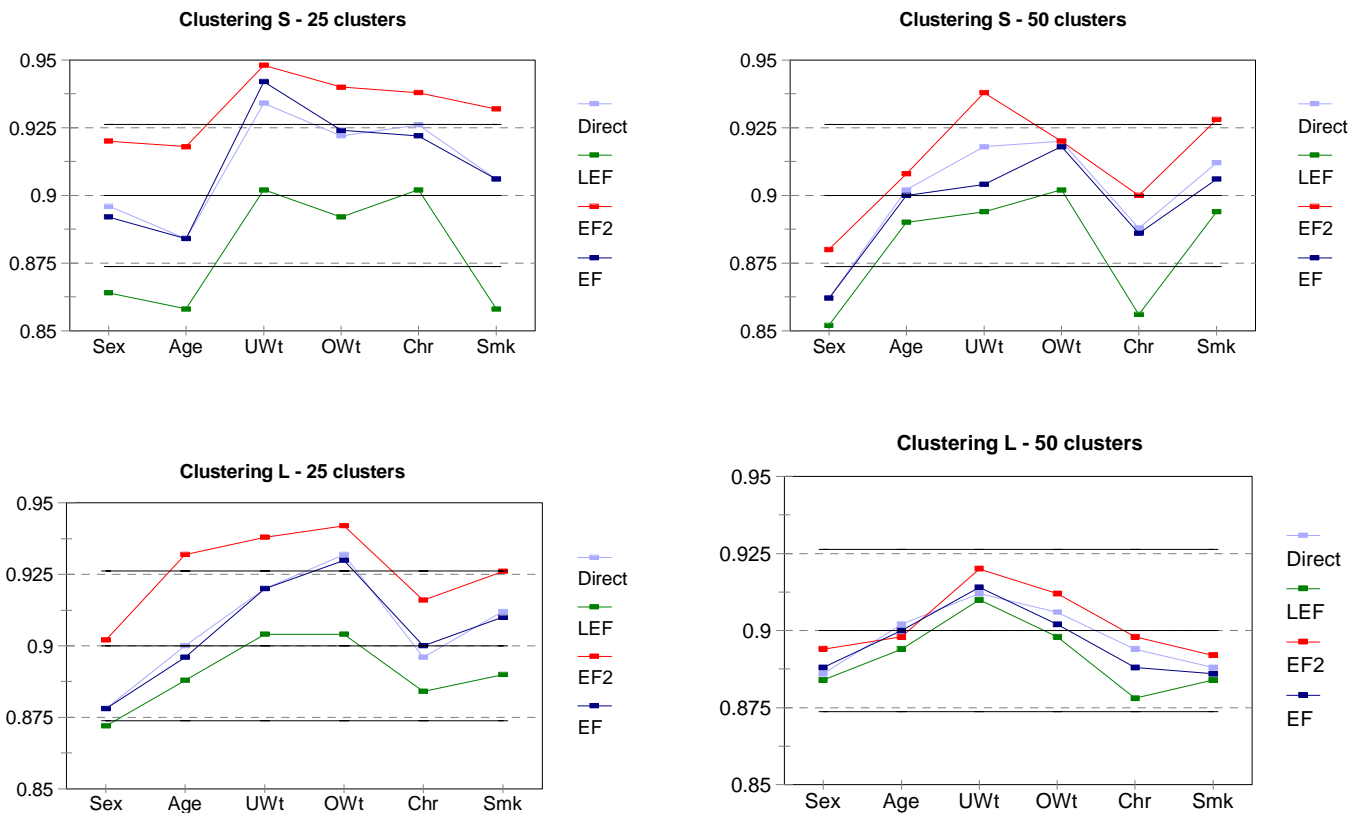 Clustering S - 25 clusters
0.95
0.925
0.9
0.875
0.85
Sex Age UWt OWt Chr Smk
Direct
LEF
EF2
EF
Clustering S - 50 clusters
0.95
0.925
0.9
0.875
0.85
Sex Age UWt OWt Chr Smk
Direct
LEF
EF2
EF
Clustering L - 25 clusters
0.95
0.925
0.9
0.875
0.85
Sex Age UWt OWt Chr Smk
Direct
LEF
EF2
EF
Clustering L - 50 clusters
0.95
0.925
0.9
0.875
0.85
Sex Age UWt OWt Chr Smk
Direct
LEF
EF2
EF